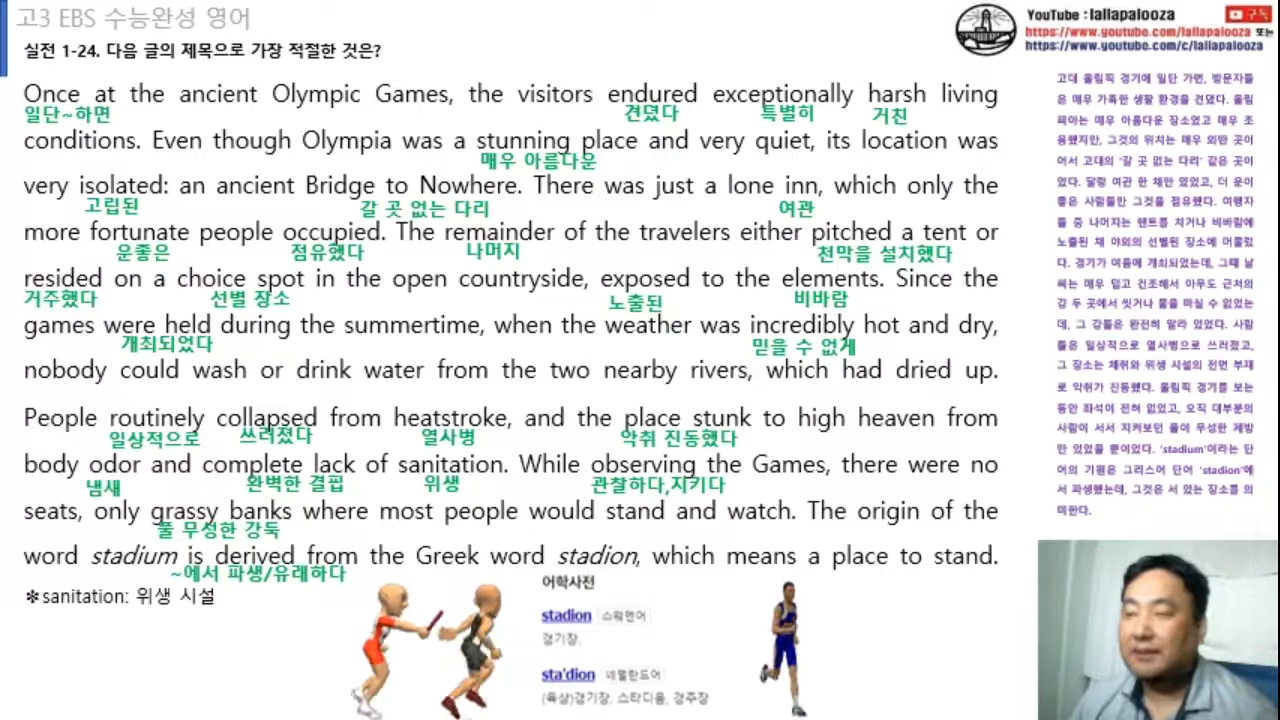 고3 EBS 수능완성 영어
실전 1-24. 다음 글의 제목으로 가장 적절한 것은?
YouTube : lallapalooza
구독
https://www.youtube.com/lallapalooza 또는
https://www.youtube.com/c/lallapalooza
Once at the ancient Olympic Games, the visitors endured exceptionally harsh living
일단~하면 견뎠다 특별히 거친
conditions. Even though Olympia was a stunning place and very quiet, its location was
매우 아름다운
very isolated: an ancient Bridge to Nowhere. There was just a lone inn, which only the
고립된 갈 곳 없는 다리 여관
more fortunate people occupied. The remainder of the travelers either pitched a tent or
운좋은 점유했다 나머지 천막을 설치했다
resided on a choice spot in the open countryside, exposed to the elements. Since the
거주했다 선별 장소 노출된 비바람
games were held during the summertime, when the weather was incredibly hot and dry,
개최되었다 믿을 수 없게
nobody could wash or drink water from the two nearby rivers, which had dried up.
People routinely collapsed from heatstroke, and the place stunk to high heaven from
일상적으로 쓰러졌다 열사병 악취 진동했다
body odor and complete lack of sanitation. While observing the Games, there were no
냄새 완벽한 결핍 위생 관찰하다,지키다
seats, only grassy banks where most people would stand and watch. The origin of the
풀 무성한 강둑
word stadium is derived from the Greek word stadion, which means a place to stand.
~에서 파생/유래하다
✻sanitation: 위생 시설
어학사전
stadion 스웨덴어
경기장.
sta'dion 네덜란드어
(육상)경기장, 스타디움, 경주장
고대 올림픽 경기에 일단 가면, 방문자들
은 매우 가혹한 생활 환경을 견뎠다. 올림
피아는 매우 아름다운 장소였고 매우 조
용했지만, 그것의 위치는 매우 외딴 곳이
어서 고대의 '갈 곳 없는 다리' 같은 곳이
었다. 달랑 여관 한 채만 있었고, 더 운이
좋은 사람들만 그것을 점유했다. 여행자
들 중 나머지는 텐트를 치거나 비바람에
노출된 채 야외의 선별된 장소에 머물렀
다. 경기가 여름에 개최되었는데, 그때 날
씨는 매우 덥고 건조해서 아무도 근처의
강 두 곳에서 씻거나 물을 마실 수 없었는
데, 그 강들은 완전히 말라 있었다. 사람
들은 일상적으로 열사병으로 쓰러졌고,
그 장소는 체취와 위생 시설의 전면 부재
로 악취가 진동했다. 올림픽 경기를 보는
동안 좌석이 전혀 없었고, 오직 대부분의
사람이 서서 지켜보던 풀이 무성한 제방
만 있었을 뿐이었다. 'stadium'이라는 단
어의 기원은 그리스어 단어 'stadion'에
서 파생했는데, 그것은 서 있는 장소를 의
미한다.